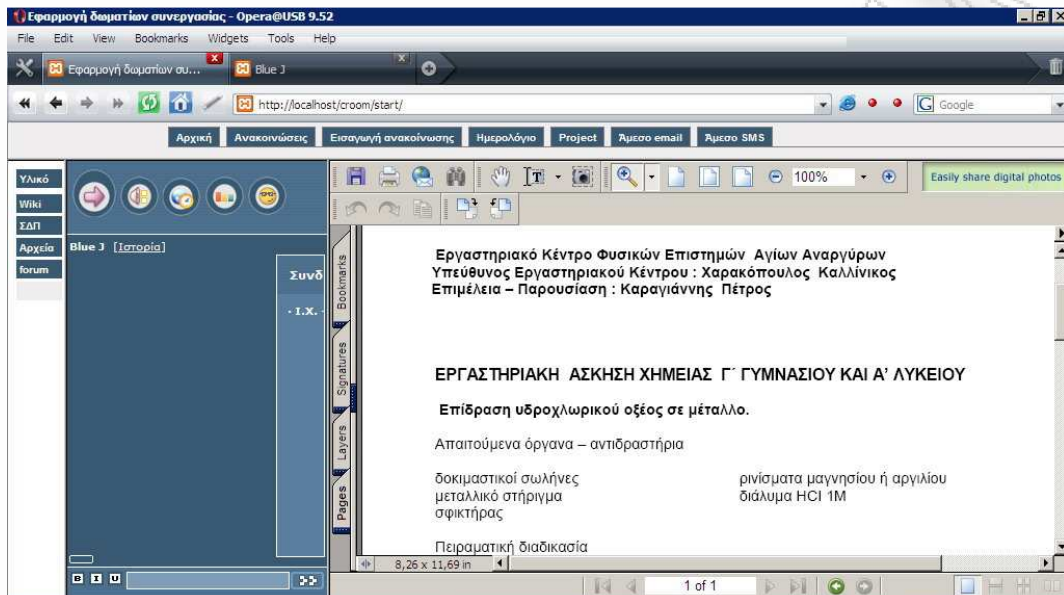 Εφαρμογή δωματίων συνεργασίας - Opera@USB 9.52
File Edit View Bookmarks Widgets Tools Help
Εφαρμογή δωματίων συ... Blue J
http://localhost/croom/start/ Google
Αρχική Ανακοινώσεις Εισαγωγή ανακοίνωσης Ημερολόγιο Project Άμεσο email Άμεσο SMS
Υλικό
Wiki
ΣΔΠ
Αρχεία
forum
Blue J [Ιστορία]
Συνδ
· Ι.Χ. -
B I U
>>
100%
Easily share digital photos
Bookmarks
Signatures
Layers
Pages
Εργαστηριακό Κέντρο Φυσικών Επιστημών Αγίων Αναργύρων
Υπεύθυνος Εργαστηριακού Κέντρου : Χαρακόπουλος Καλλίνικος
Επιμέλεια – Παρουσίαση : Καραγιάννης Πέτρος
ΕΡΓΑΣΤΗΡΙΑΚΗ ΑΣΚΗΣΗ ΧΗΜΕΙΑΣ Γ΄ ΓΥΜΝΑΣΙΟΥ ΚΑΙ Α’ ΛΥΚΕΙΟΥ
Επίδραση υδροχλωρικού οξέος σε μέταλλο.
Απαιτούμενα όργανα – αντιδραστήρια
δοκιμαστικοί σωλήνες ρινίσματα μαγνησίου ή αργιλίου
μεταλλικό στήριγμα διάλυμα HCl 1M
σφικτήρας
Πειραματική διαδικασία
8,26 x 11,69 in
1 of 1